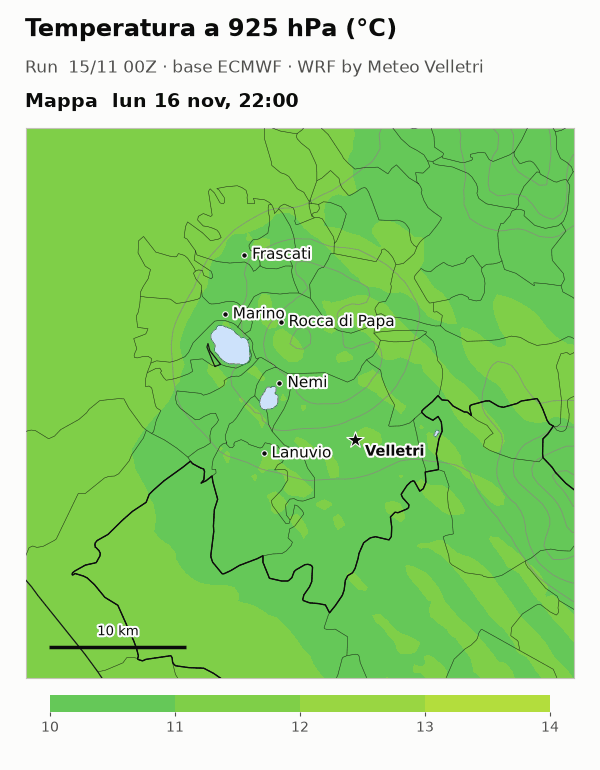 Temperatura a 925 hPa (°C)
Run  15/11 00Z · base ECMWF · WRF by Meteo Velletri
Mappa  lun 16 nov, 22:00
Frascati
Marino
Rocca di Papa
Nemi
Velletri
Lanuvio
10 km
10 11 12 13 14